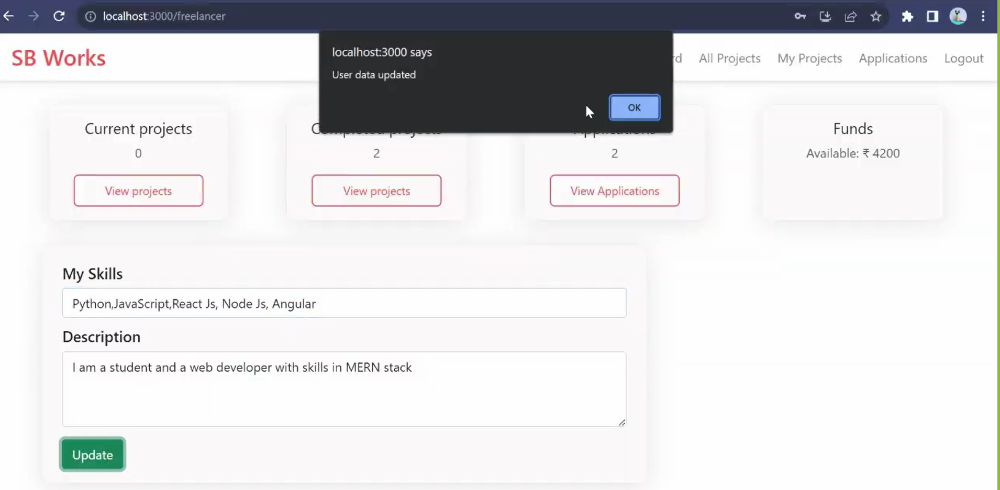 localhost:3000/freelancer
SB Works
localhost:3000 says
User data updated
OK
rd All Projects My Projects Applications Logout
Current projects
0
View projects
Completed projects
2
View projects
Applications
2
View Applications
Funds
Available: ₹ 4200
My Skills
Python,JavaScript,React Js, Node Js, Angular
Description
I am a student and a web developer with skills in MERN stack
Update